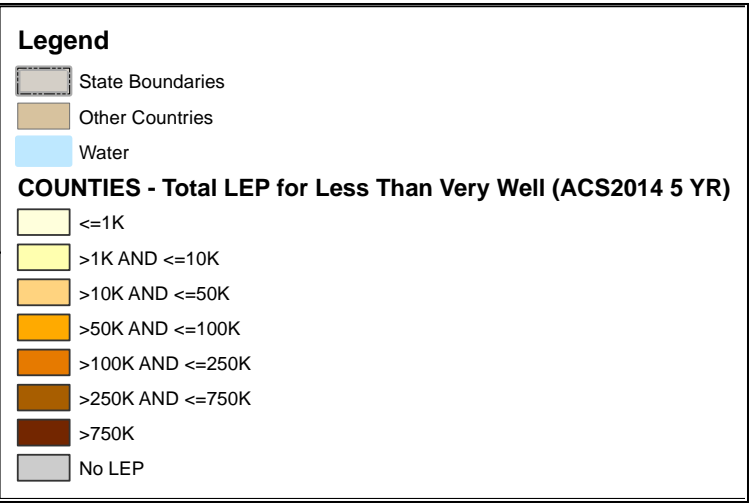 Legend
State Boundaries
Other Countries
Water
COUNTIES - Total LEP for Less Than Very Well (ACS2014 5 YR)
<=1K
>1K AND <=10K
>10K AND <=50K
>50K AND <=100K
>100K AND <=250K
>250K AND <=750K
>750K
No LEP